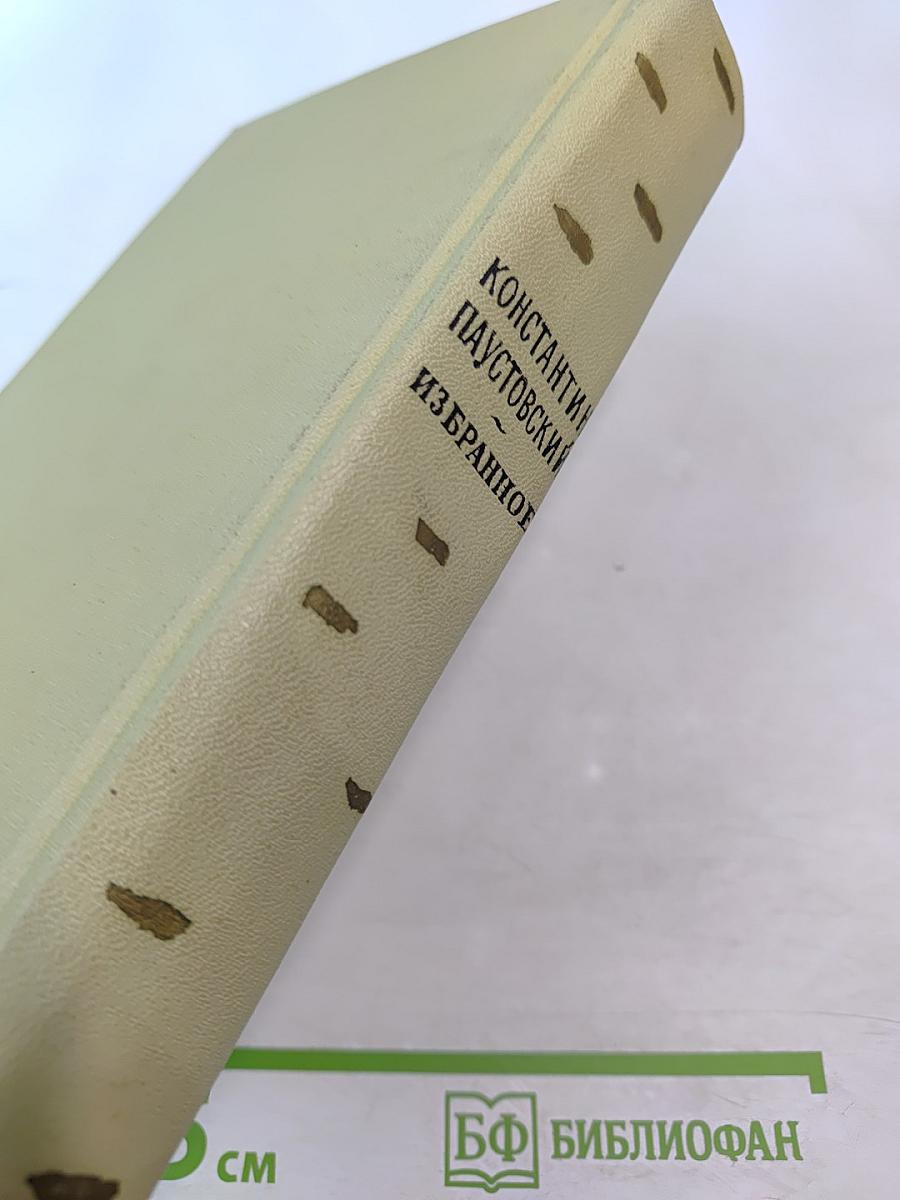 КОНСТАНТИН
ПАУСТОВСКИЙ
~
ИЗБРАННОЕ
см
БФ БИБЛИОФАН